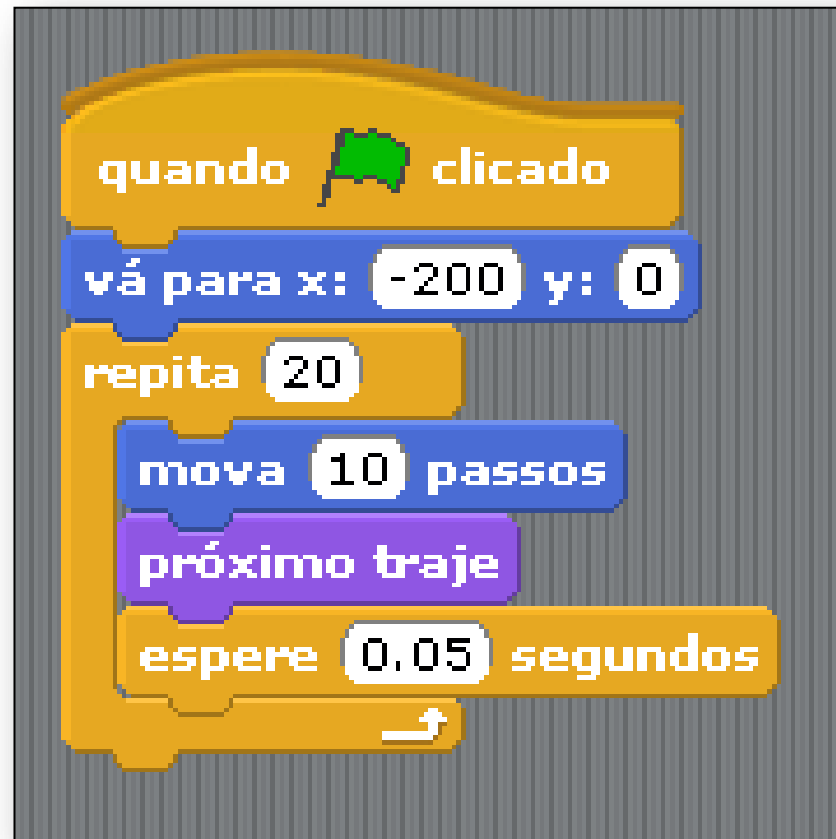 quando clicado
vá para x: -200 y: 0
repita 20
mova 10 passos
próximo traje
espere 0.05 segundos